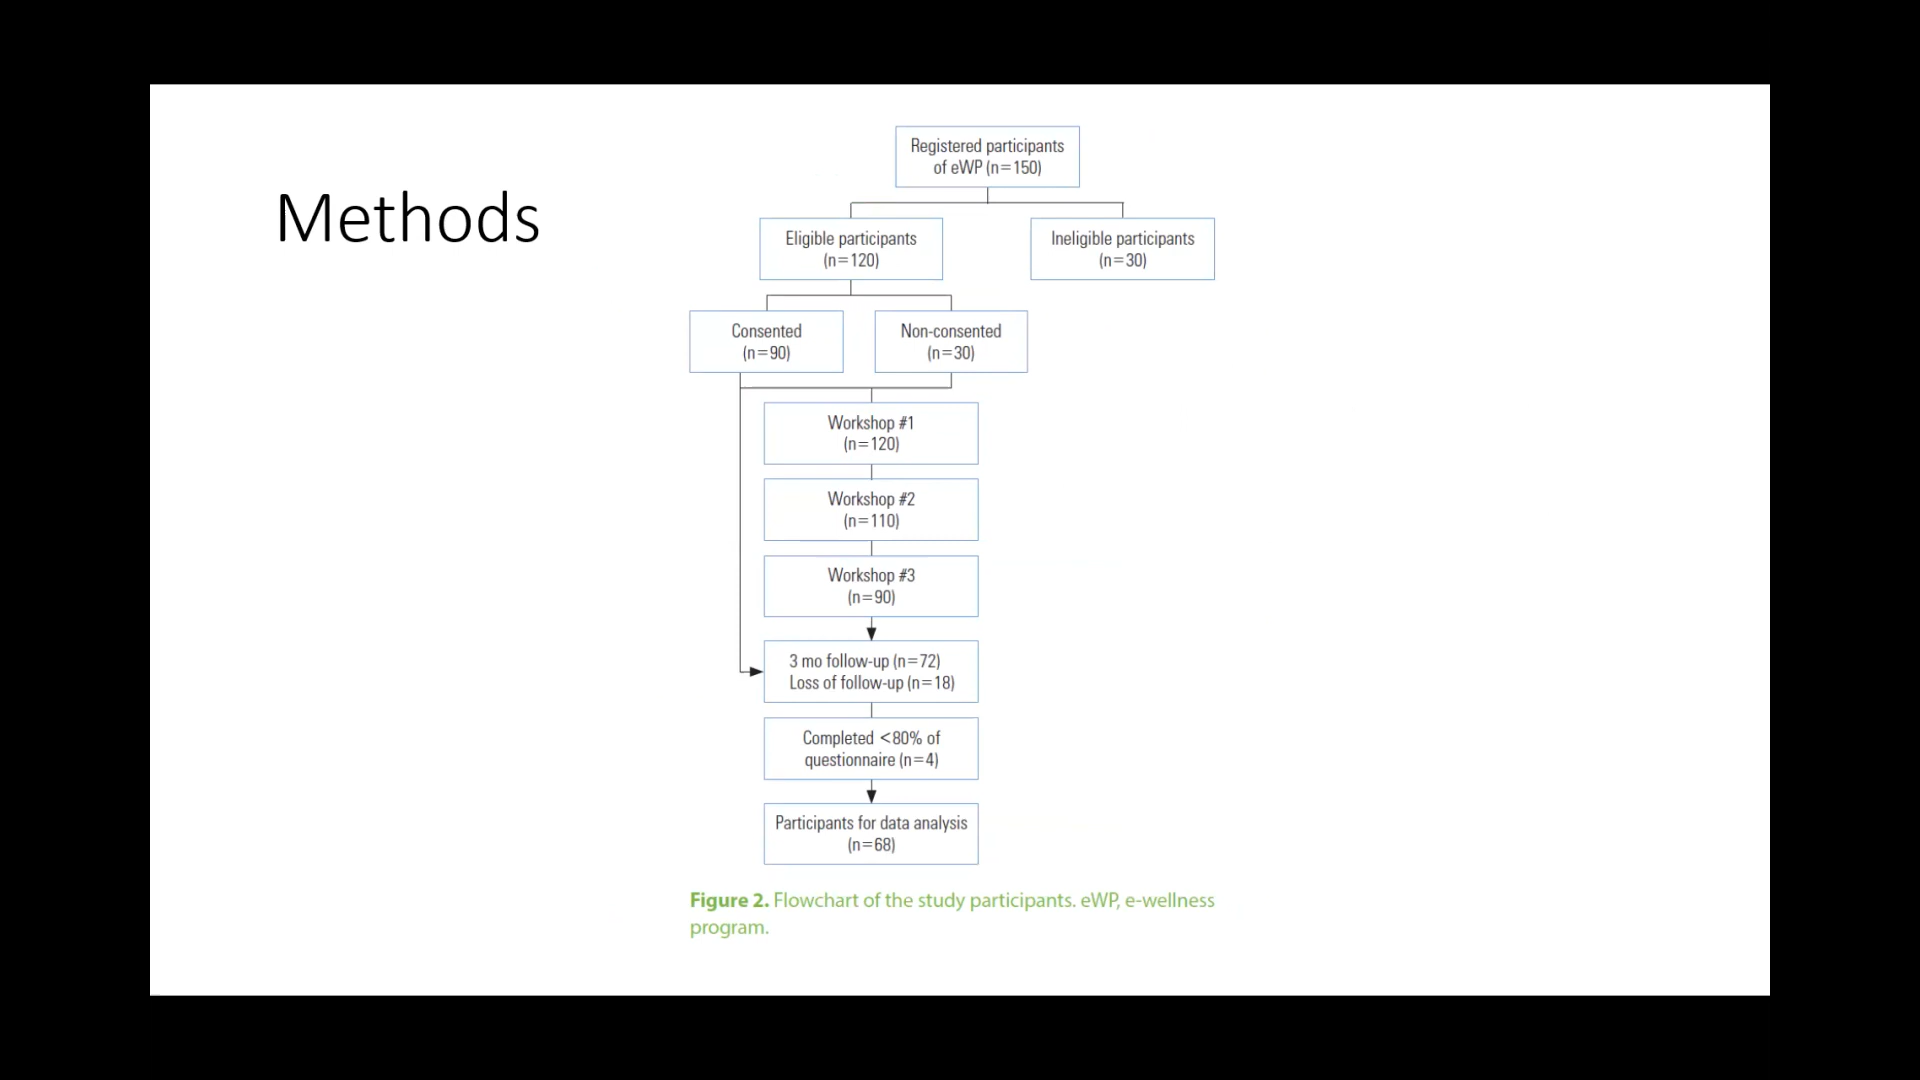 Methods
Registered participants
of eWP (n=150)
Eligible participants
(n=120)
Ineligible participants
(n=30)
Consented
(n=90)
Non-consented
(n=30)
Workshop #1
(n=120)
Workshop #2
(n=110)
Workshop #3
(n=90)
3 mo follow-up (n=72)
Loss of follow-up (n=18)
Completed <80% of
questionnaire (n=4)
Participants for data analysis
(n=68)
Figure 2. Flowchart of the study participants. eWP, e-wellness
program.